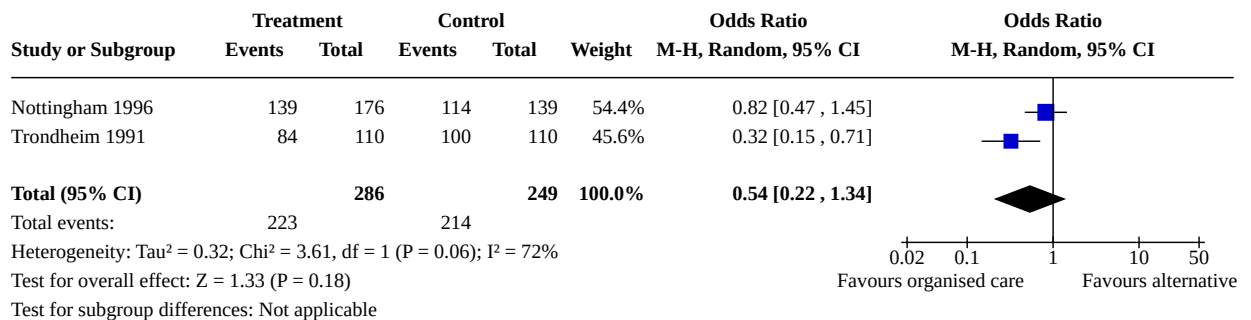 Treatment Control Odds Ratio Odds Ratio
Study or Subgroup Events Total Events Total Weight M-H, Random, 95% CI M-H, Random, 95% CI
Nottingham 1996 139 176 114 139 54.4% 0.82 [0.47 , 1.45]
Trondheim 1991 84 110 100 110 45.6% 0.32 [0.15 , 0.71]
Total (95% CI) 286 249 100.0% 0.54 [0.22 , 1.34]
Total events: 223 214
Heterogeneity: Tau² = 0.32; Chi² = 3.61, df = 1 (P = 0.06); I² = 72%
0.02 0.1 1 10 50
Test for overall effect: Z = 1.33 (P = 0.18)
Favours organised care Favours alternative
Test for subgroup differences: Not applicable